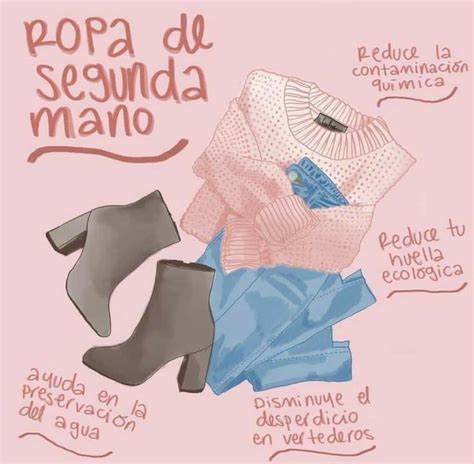 ROPA de
segunda
mano
Reduce la
contaminación
química
Reduce tu
huella
ecológica
ayuda en la
preservación
del agua
Disminuye el
desperdicio
en vertederos